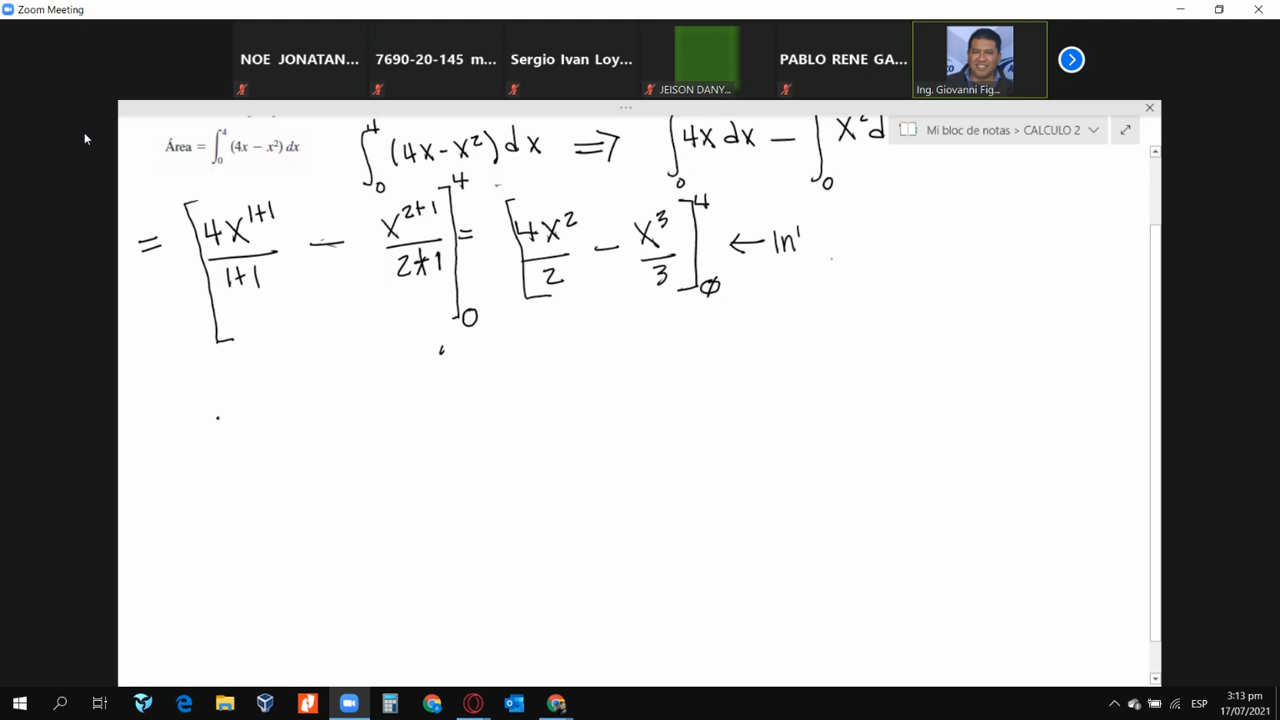 Zoom Meeting
NOE JONATAN...
7690-20-145 m...
Sergio Ivan Loy...
JEISON DANY...
PABLO RENE GA...
Ing. Giovanni Fig...
Mi bloc de notas > CALCULO 2
Área = ∫₀⁴ (4x − x²) dx
∫₀⁴ (4x − x²) dx ⇒ ∫₀⁴ 4x dx − ∫₀ x² d
= [4x^(1+1)/(1+1) − x^(2+1)/(2+1)]₀⁴ = [4x²/2 − x³/3]₀⁴ ← In
ESP
3:13 pm
17/07/2021